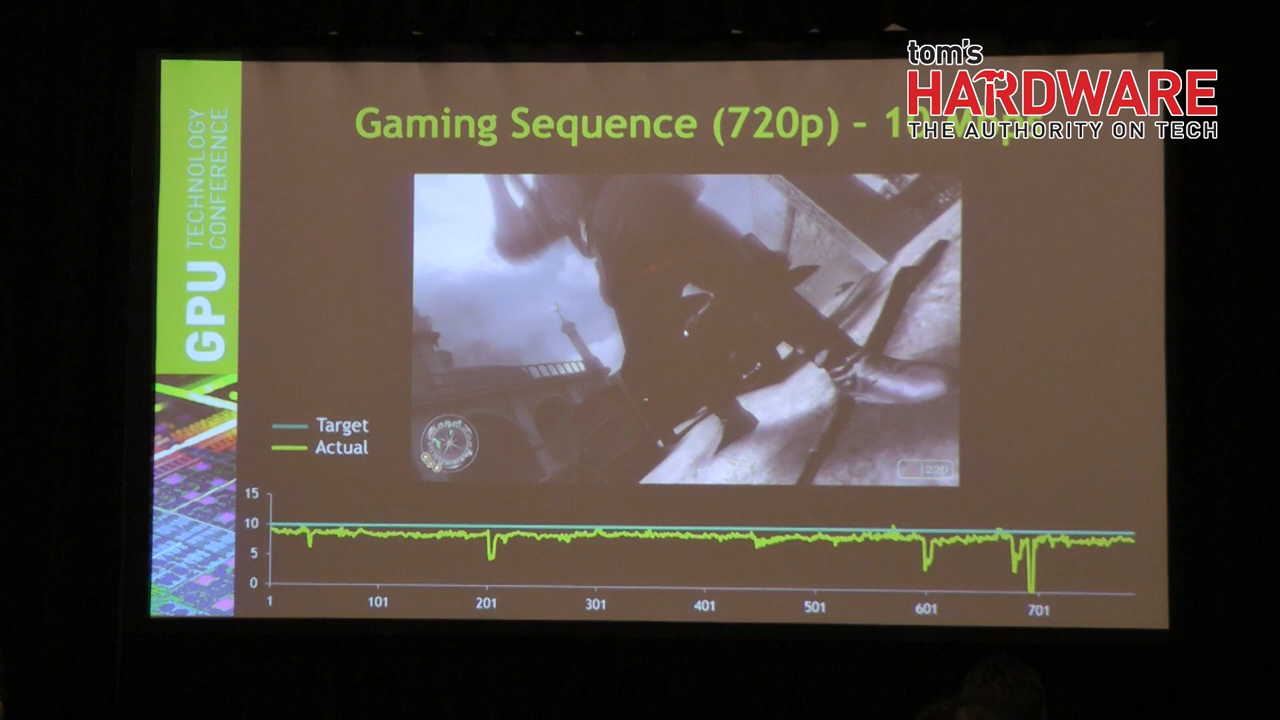 tom's
HARDWARE
THE AUTHORITY ON TECH
Gaming Sequence (720p) -
GPU TECHNOLOGY
CONFERENCE
Target
Actual
220
15
10
5
0
1 101 201 301 401 501 601 701